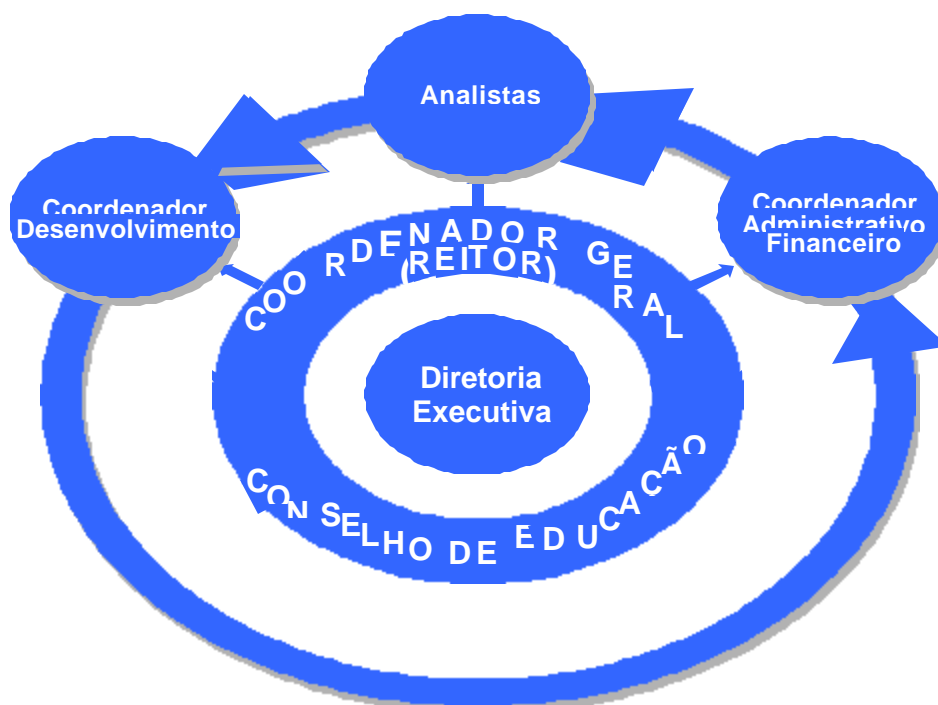 Analistas
Coordenador
Desenvolvimento
Coordenador
Administrativo
Financeiro
COORDENADOR GERAL
(REITOR)
Diretoria
Executiva
CONSELHO DE EDUCAÇÃO